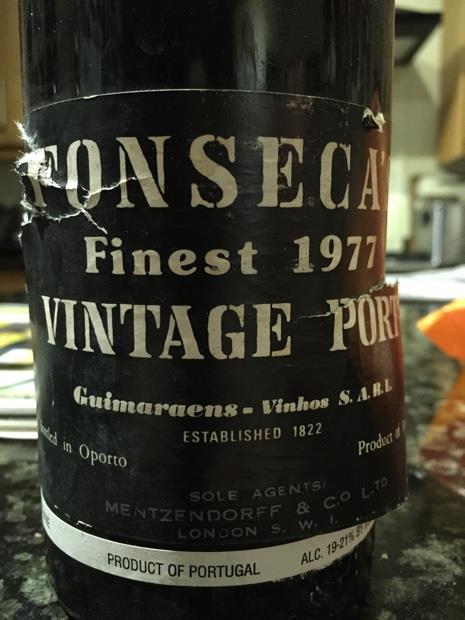 FONSECA'
Finest 1977
VINTAGE PORT
Guimaraens - Vinhos S.A.R.L.
ESTABLISHED 1822
in Oporto
Product of
SOLE AGENTS:
MENTZENDORFF & CO LTD
LONDON S. W. 1.
PRODUCT OF PORTUGAL
ALC. 19-21% BY